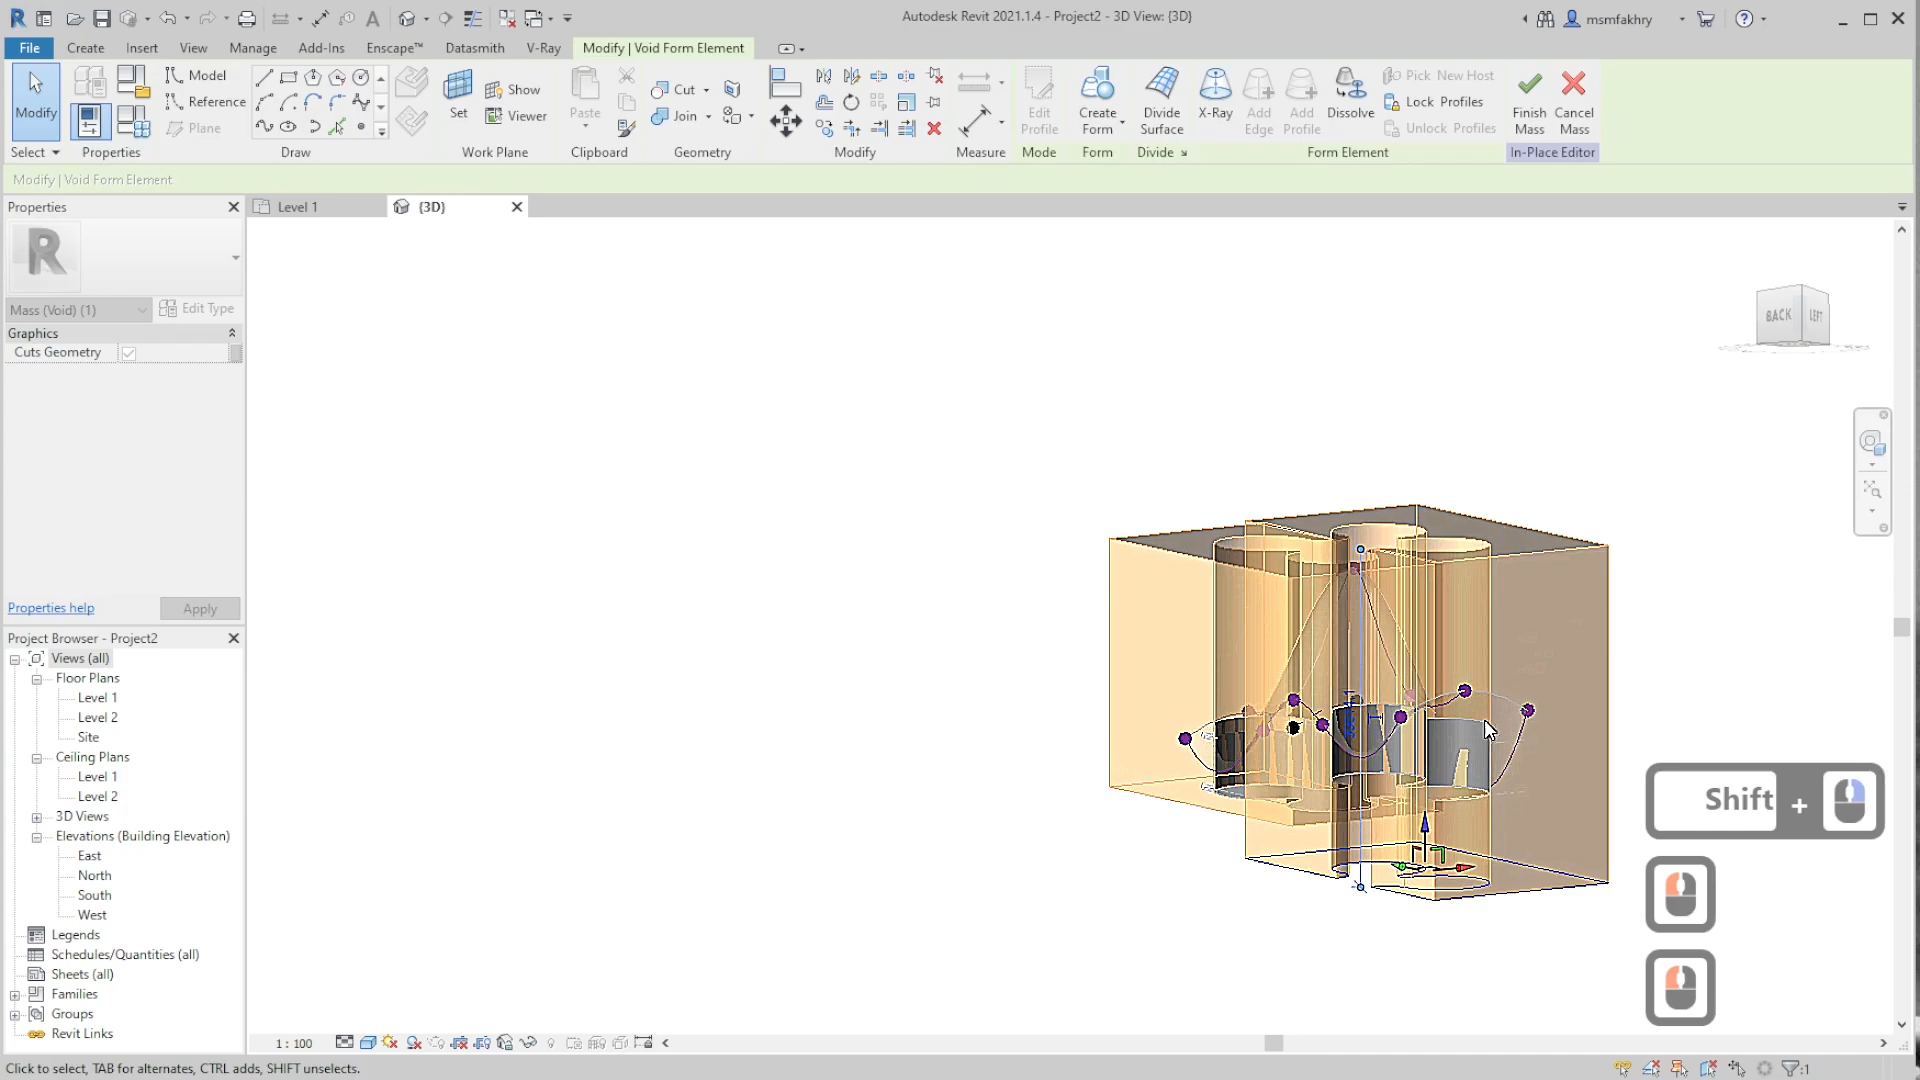 Autodesk Revit 2021.1.4 - Project2 - 3D View: {3D}
msmfakhry
File
Create
Insert
View
Manage
Add-Ins
Enscape™
Datasmith
V-Ray
Modify | Void Form Element
Modify
Select
Properties
Model
Reference
Plane
Draw
Set
Show
Viewer
Work Plane
Paste
Clipboard
Cut
Join
Geometry
Modify
Measure
Edit Profile
Mode
Create Form
Form
Divide Surface
Divide
X-Ray
Add Edge
Add Profile
Dissolve
Pick New Host
Lock Profiles
Unlock Profiles
Form Element
Finish Mass
Cancel Mass
In-Place Editor
Modify | Void Form Element
Properties
Level 1
{3D}
R
Mass (Void) (1)
Edit Type
Graphics
Cuts Geometry
Properties help
Apply
BACK
LEFT
Project Browser - Project2
Views (all)
Floor Plans
Level 1
Level 2
Site
Ceiling Plans
Level 1
Level 2
3D Views
Elevations (Building Elevation)
East
North
South
West
Legends
Schedules/Quantities (all)
Sheets (all)
Families
Groups
Revit Links
Shift +
1 : 100
Click to select, TAB for alternates, CTRL adds, SHIFT unselects.
:1